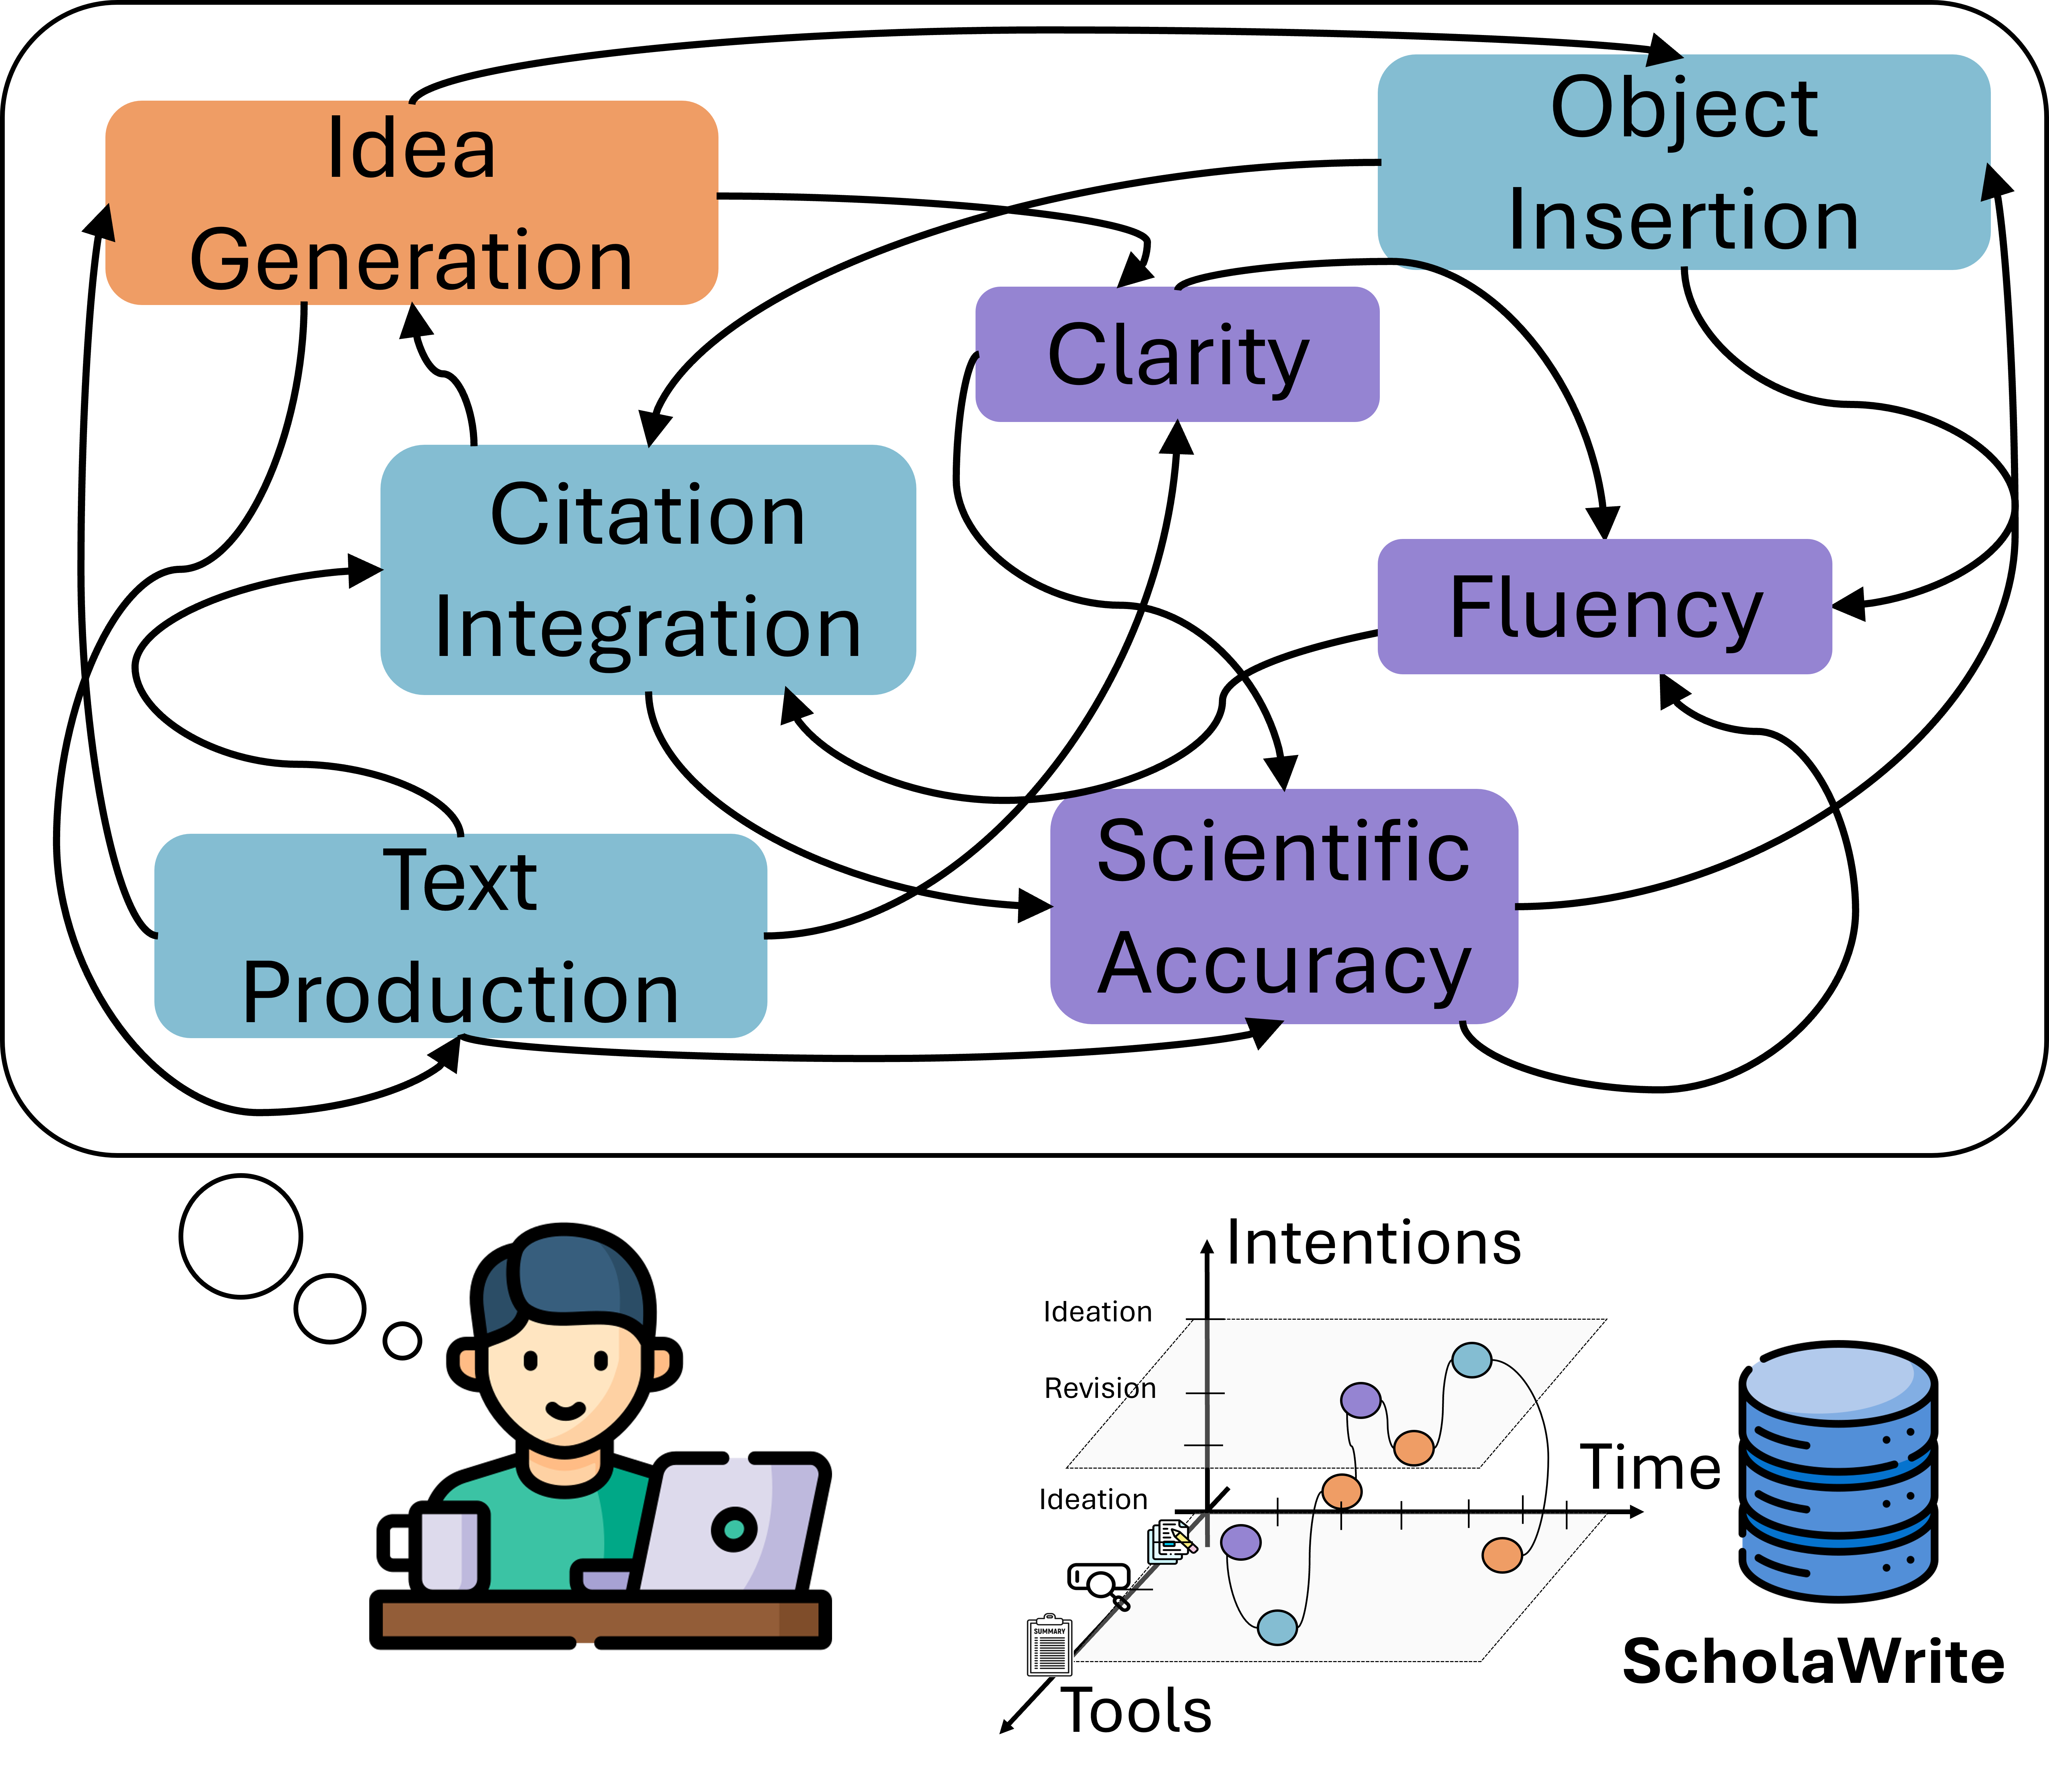 Idea
Generation
Object
Insertion
Clarity
Citation
Integration
Fluency
Text
Production
Scientific
Accuracy
Intentions
Ideation
Revision
Time
Ideation
SUMMARY
Tools
ScholaWrite